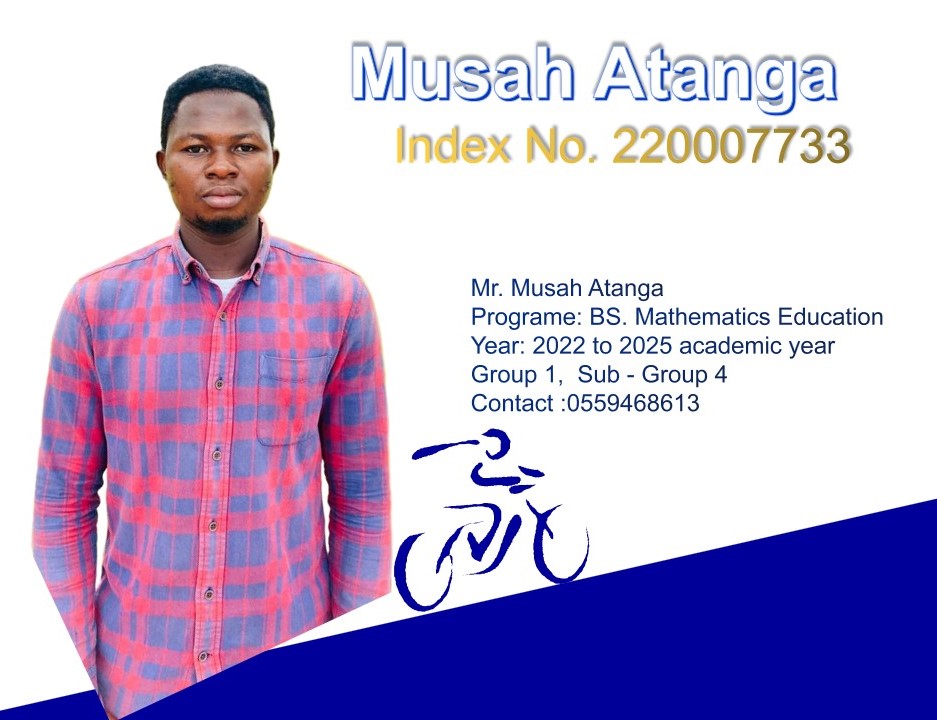 Musah Atanga
Index No. 220007733
Mr. Musah Atanga
Programe: BS. Mathematics Education
Year: 2022 to 2025 academic year
Group 1,  Sub - Group 4
Contact :0559468613